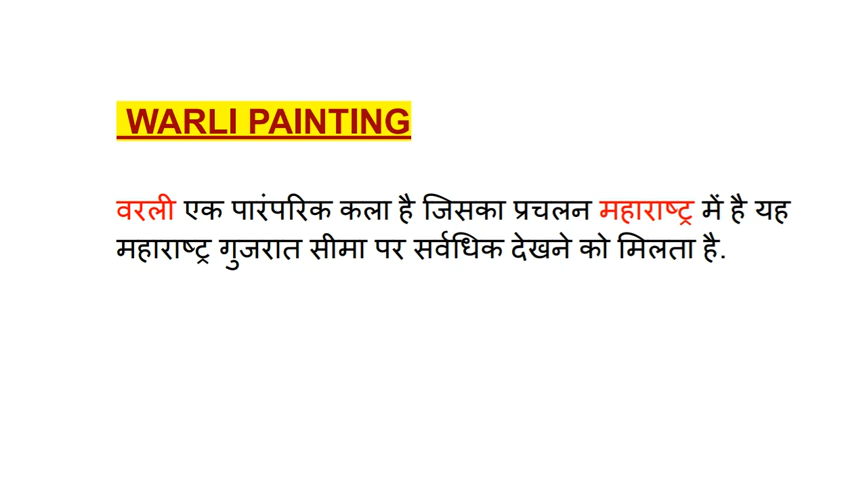 WARLI PAINTING
वरली एक पारंपरिक कला है जिसका प्रचलन महाराष्ट्र में है यह
महाराष्ट्र गुजरात सीमा पर सर्वधिक देखने को मिलता है.